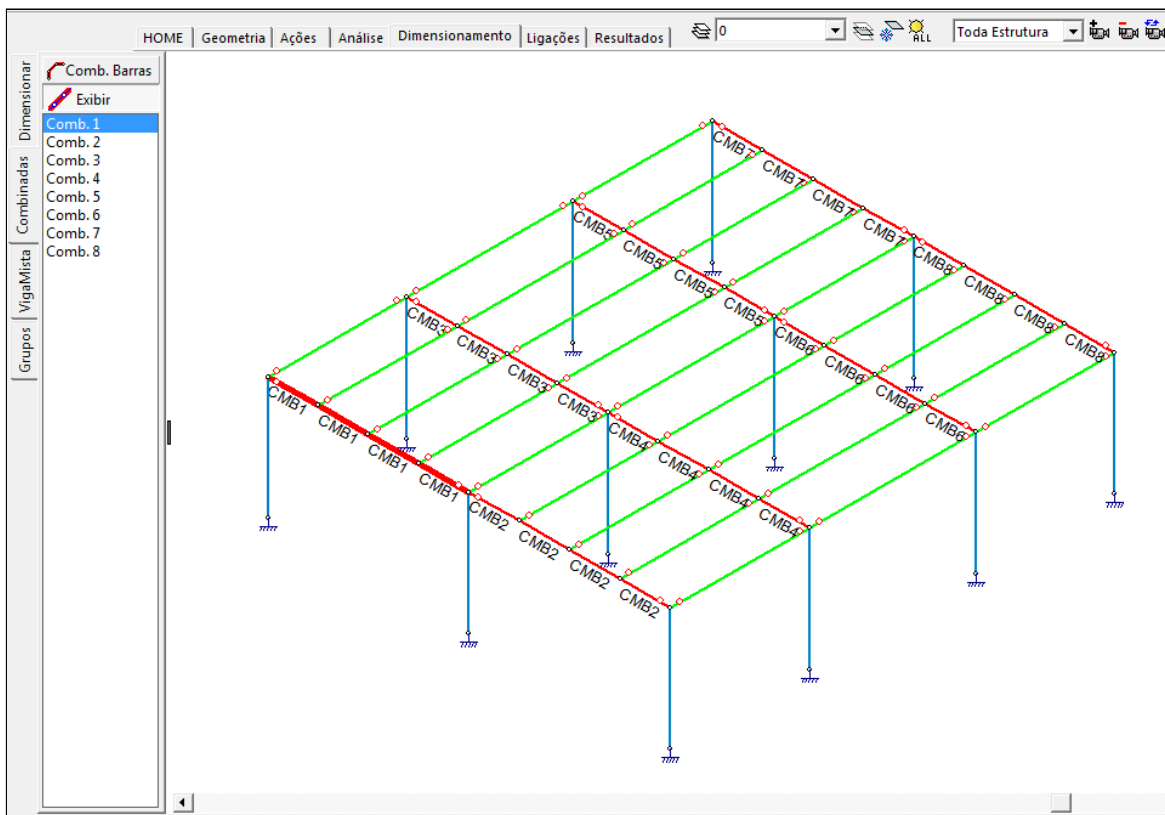 HOME Geometria Ações Análise Dimensionamento Ligações Resultados 0 ALL Toda Estrutura
Dimensionar
Combinadas
VigaMista
Grupos
Comb. Barras
Exibir
Comb. 1
Comb. 2
Comb. 3
Comb. 4
Comb. 5
Comb. 6
Comb. 7
Comb. 8
CMB7
CMB7
CMB7
CMB7
CMB8
CMB8
CMB8
CMB8
CMB5
CMB5
CMB5
CMB5
CMB6
CMB6
CMB6
CMB6
CMB3
CMB3
CMB3
CMB3
CMB4
CMB4
CMB4
CMB4
CMB1
CMB1
CMB1
CMB1
CMB2
CMB2
CMB2
CMB2